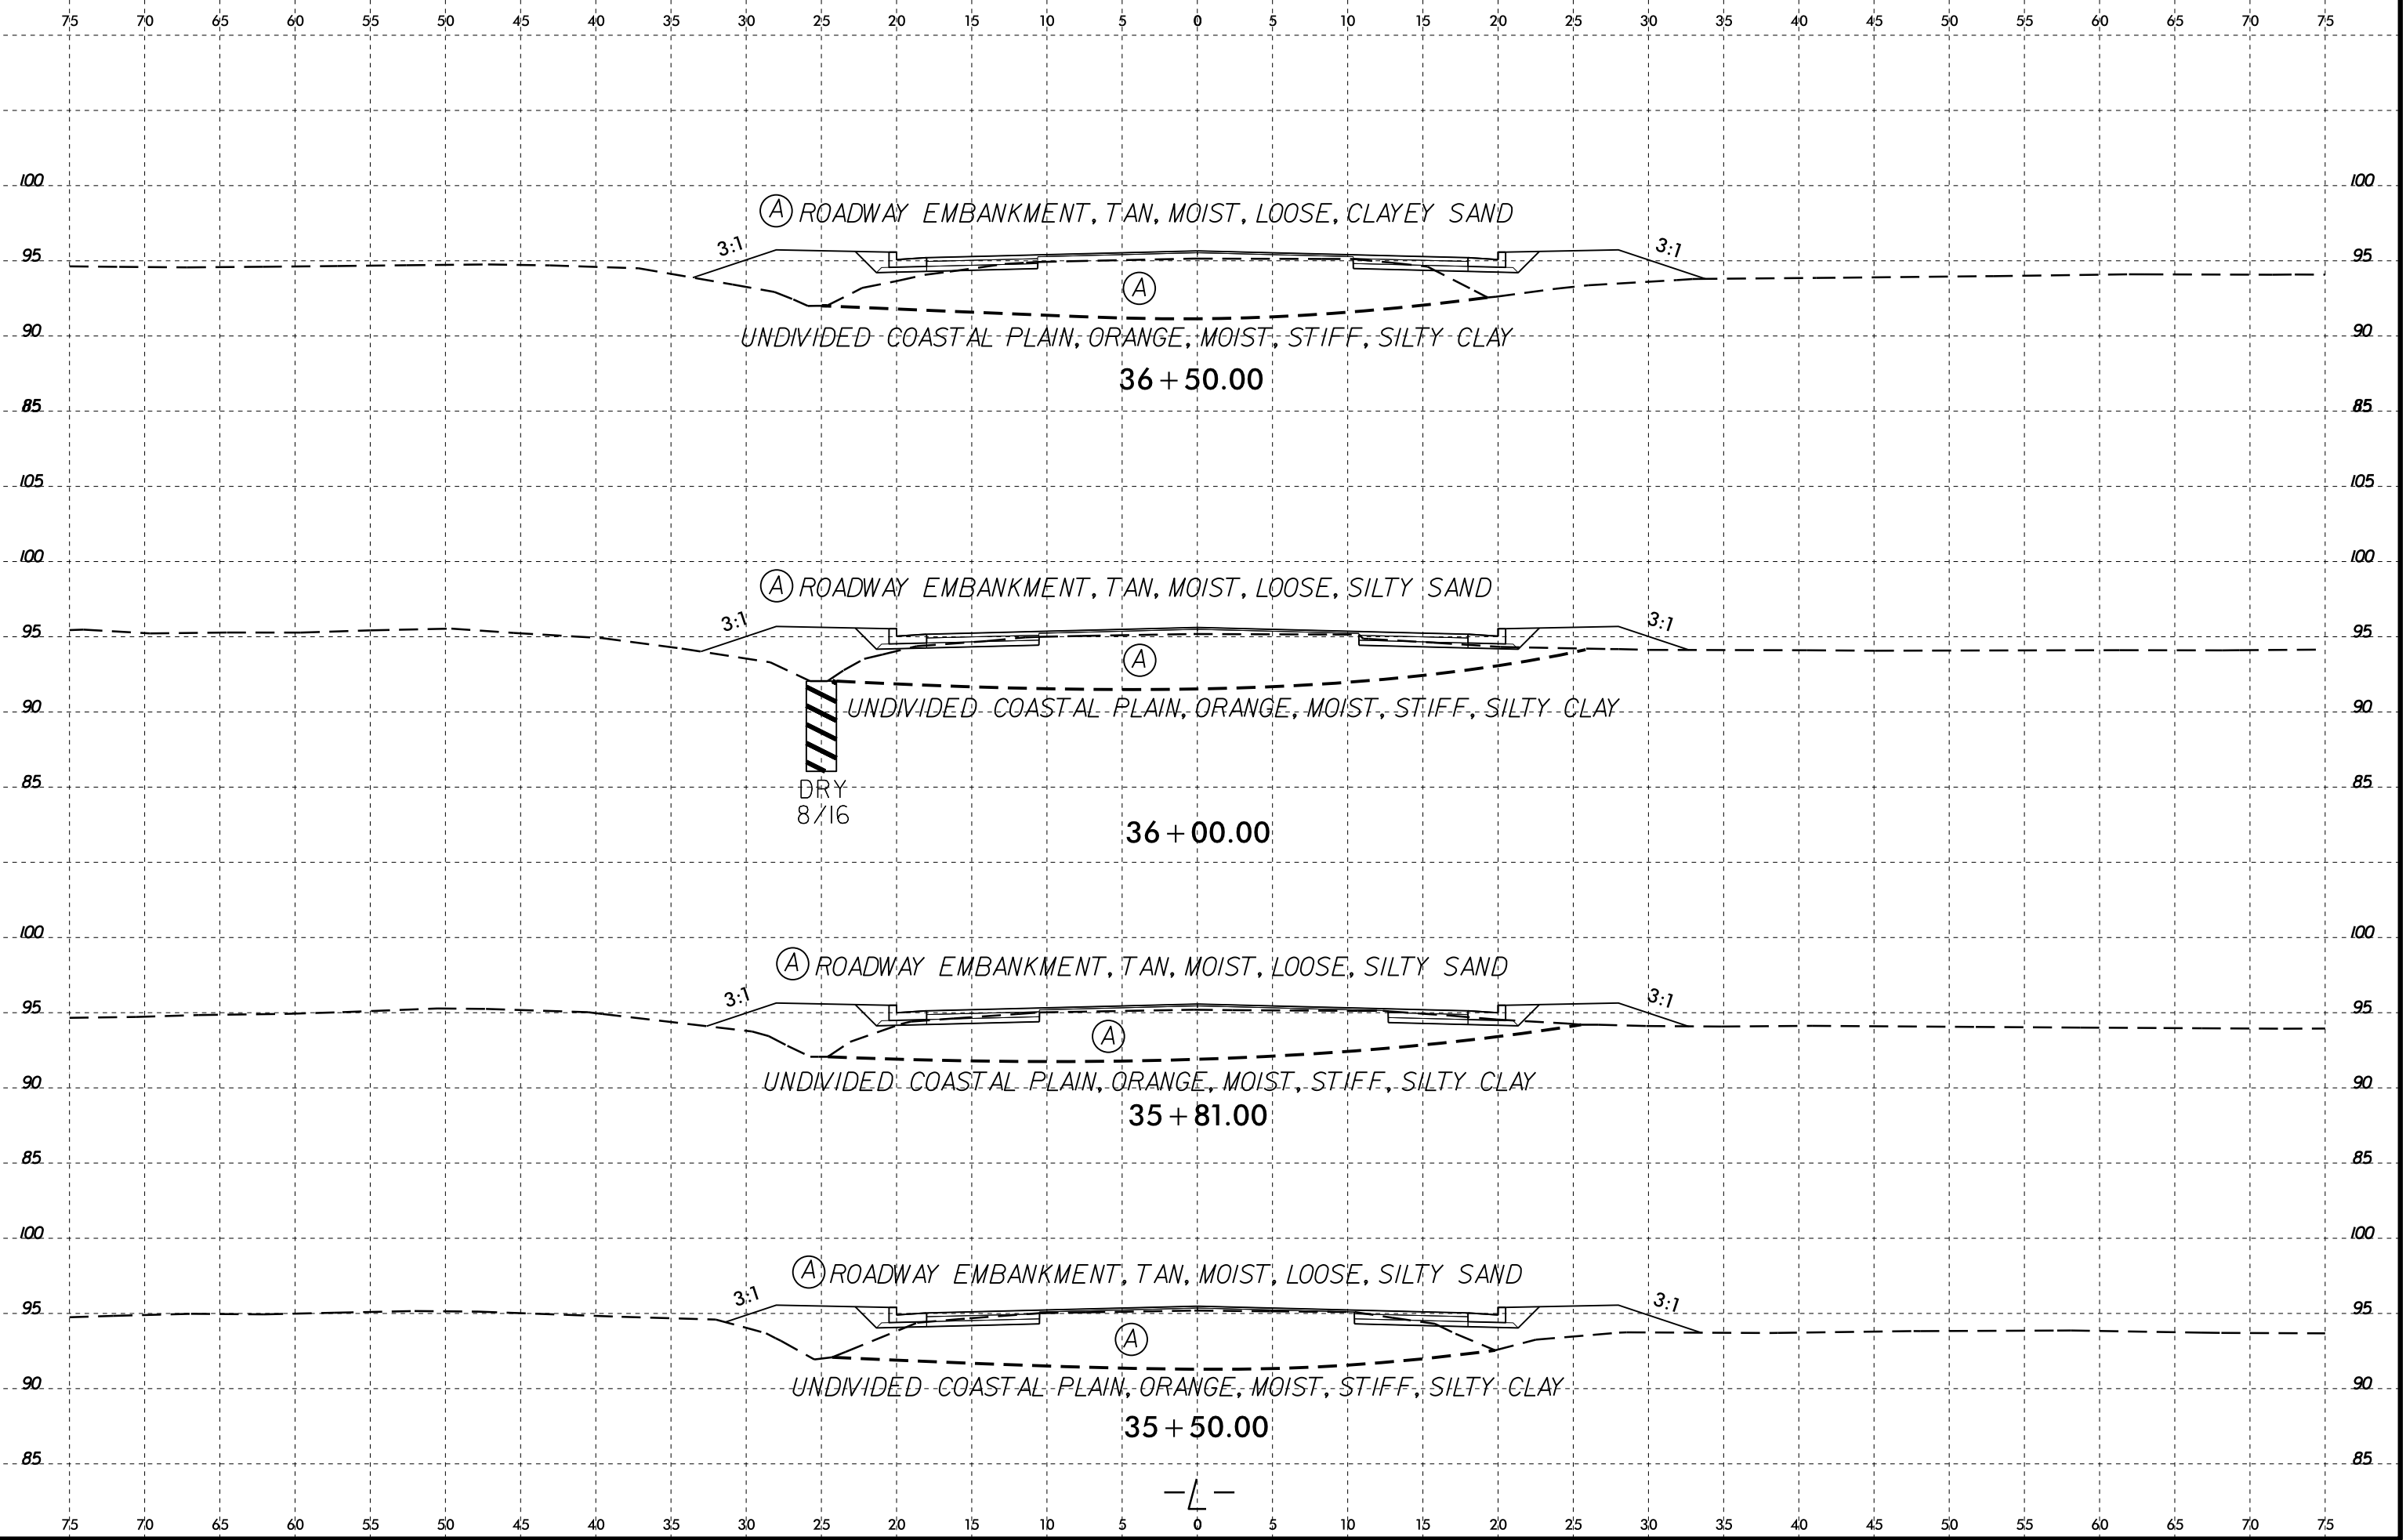 75 70 65 60 55 50 45 40 35 30 25 20 15 10 5 0 5 10 15 20 25 30 35 40 45 50 55 60 65 70 75
100 100
Ⓐ ROADWAY EMBANKMENT, TAN, MOIST, LOOSE, CLAYEY SAND
3:1 3:1
95 95
Ⓐ
90 UNDIVIDED COASTAL PLAIN, ORANGE, MOIST, STIFF, SILTY CLAY 90
36+50.00
85 85
105 105
100 100
Ⓐ ROADWAY EMBANKMENT, TAN, MOIST, LOOSE, SILTY SAND
3:1 3:1
95 95
Ⓐ
90 UNDIVIDED COASTAL PLAIN, ORANGE, MOIST, STIFF, SILTY CLAY 90
85 85
DRY
8/16
36+00.00
100 100
Ⓐ ROADWAY EMBANKMENT, TAN, MOIST, LOOSE, SILTY SAND
3:1 3:1
95 95
Ⓐ
90 UNDIVIDED COASTAL PLAIN, ORANGE, MOIST, STIFF, SILTY CLAY 90
35+81.00
85 85
100 100
Ⓐ ROADWAY EMBANKMENT, TAN, MOIST, LOOSE, SILTY SAND
3:1 3:1
95 95
Ⓐ
90 UNDIVIDED COASTAL PLAIN, ORANGE, MOIST, STIFF, SILTY CLAY 90
35+50.00
85 85
-L-
75 70 65 60 55 50 45 40 35 30 25 20 15 10 5 0 5 10 15 20 25 30 35 40 45 50 55 60 65 70 75